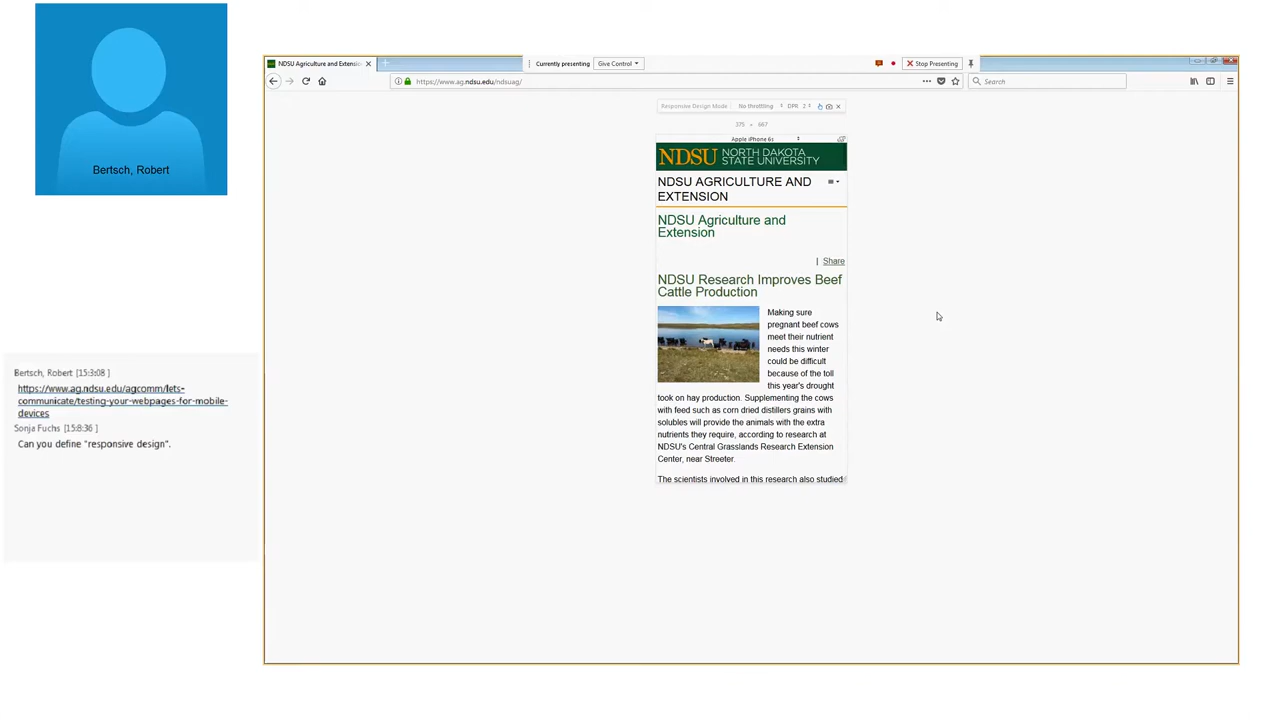 Bertsch, Robert
NDSU Agriculture and Extension
Currently presenting
Give Control
Stop Presenting
https://www.ag.ndsu.edu/ndsuag/
Search
Responsive Design Mode
No throttling
DPR 2
375 × 667
Apple iPhone 6s
NDSU NORTH DAKOTA
STATE UNIVERSITY
NDSU AGRICULTURE AND
EXTENSION
NDSU Agriculture and
Extension
| Share
NDSU Research Improves Beef
Cattle Production
Making sure
pregnant beef cows
meet their nutrient
needs this winter
could be difficult
because of the toll
this year's drought
took on hay production. Supplementing the cows
with feed such as corn dried distillers grains with
solubles will provide the animals with the extra
nutrients they require, according to research at
NDSU's Central Grasslands Research Extension
Center, near Streeter.
The scientists involved in this research also studied
Bertsch, Robert [15:3:08 ]
https://www.ag.ndsu.edu/agcomm/lets-
communicate/testing-your-webpages-for-mobile-
devices
Sonja Fuchs [15:8:36 ]
Can you define "responsive design".